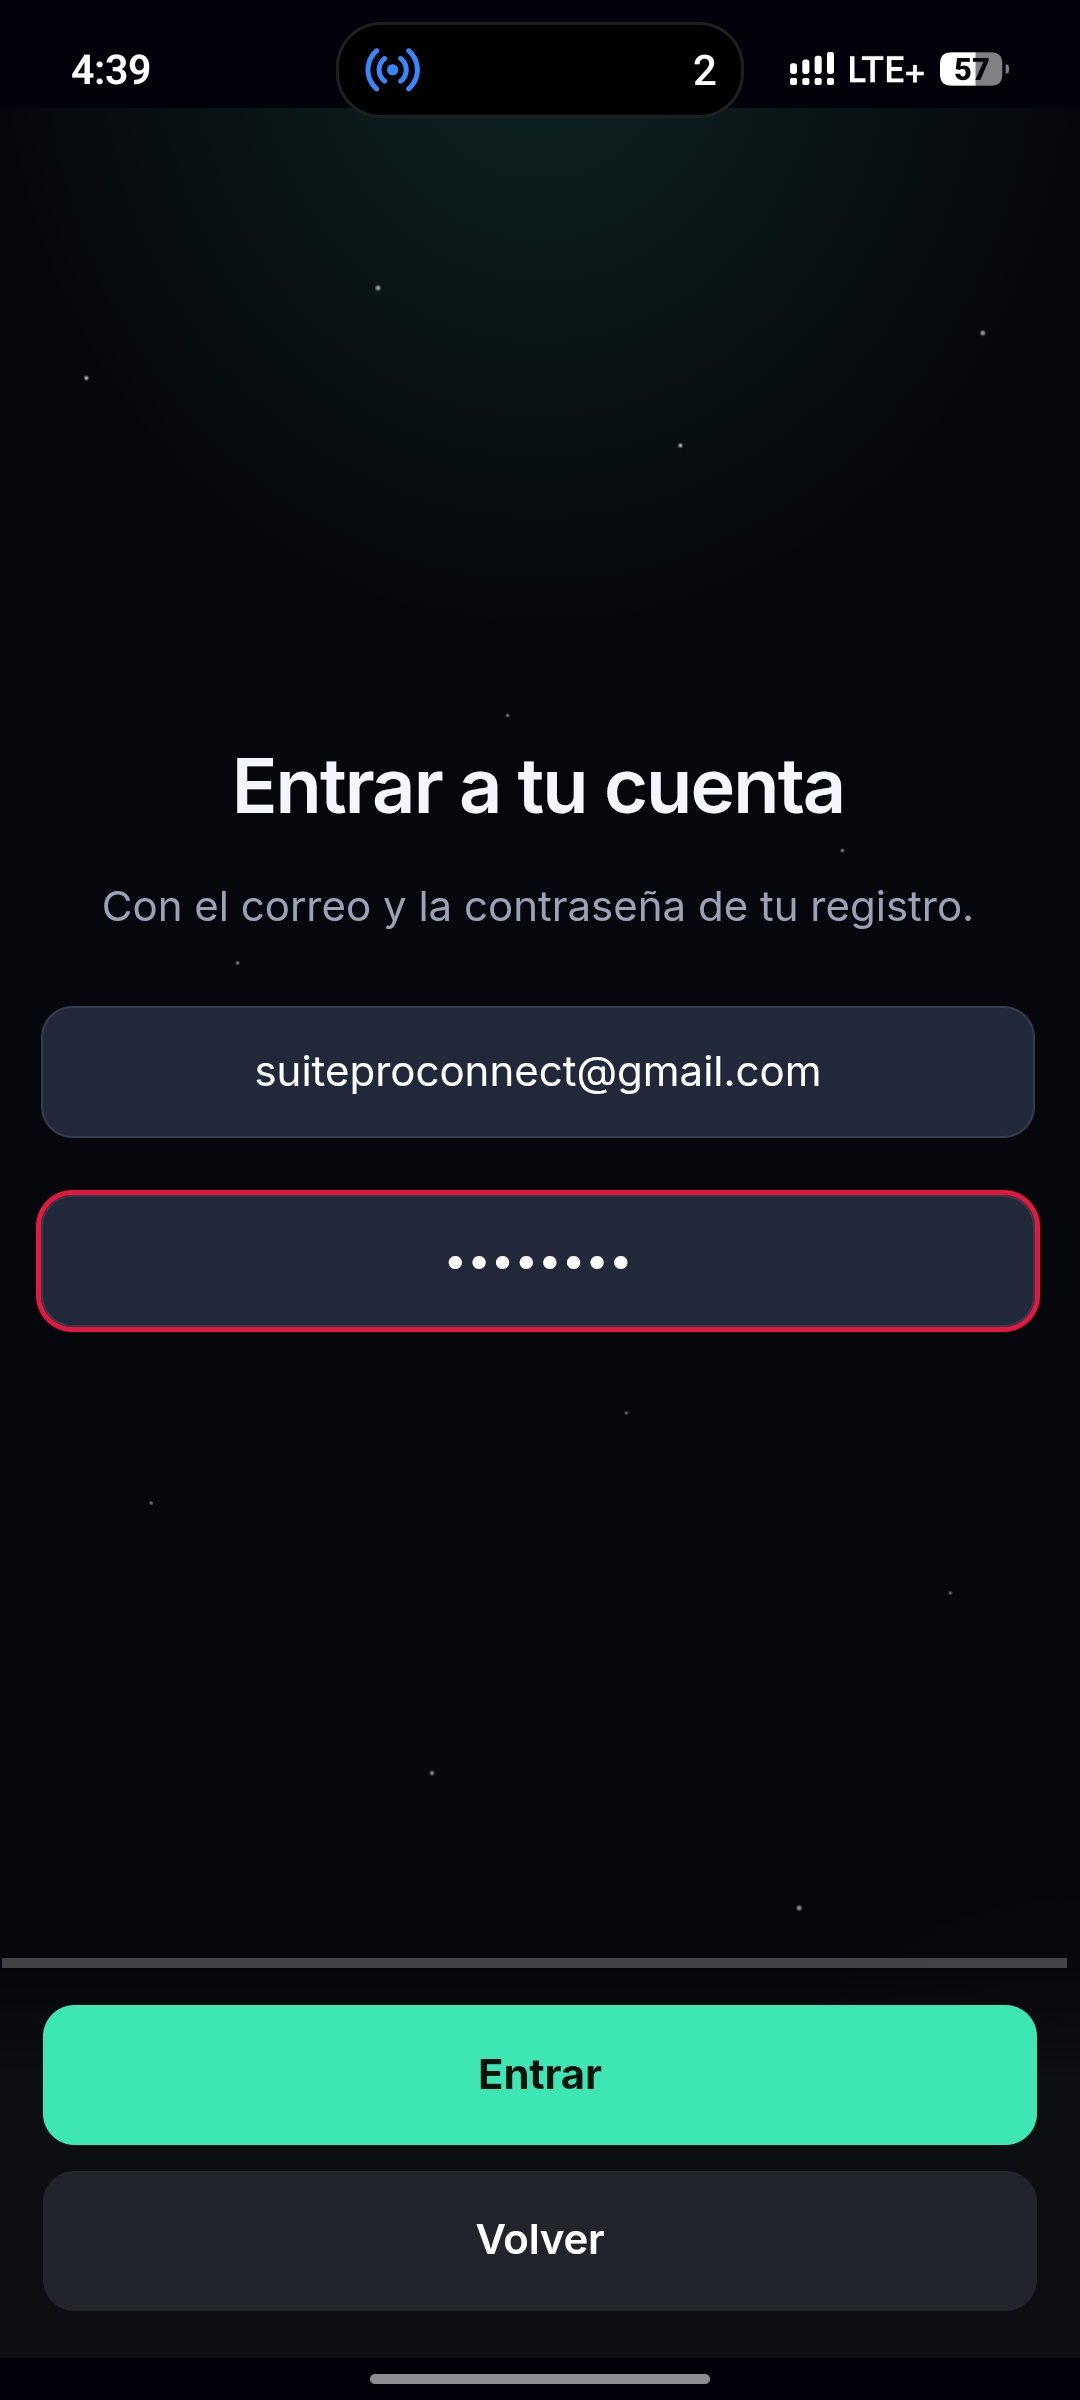 4:39
2
LTE+
57
Entrar a tu cuenta
Con el correo y la contraseña de tu registro.
suiteproconnect@gmail.com
••••••••
Entrar
Volver